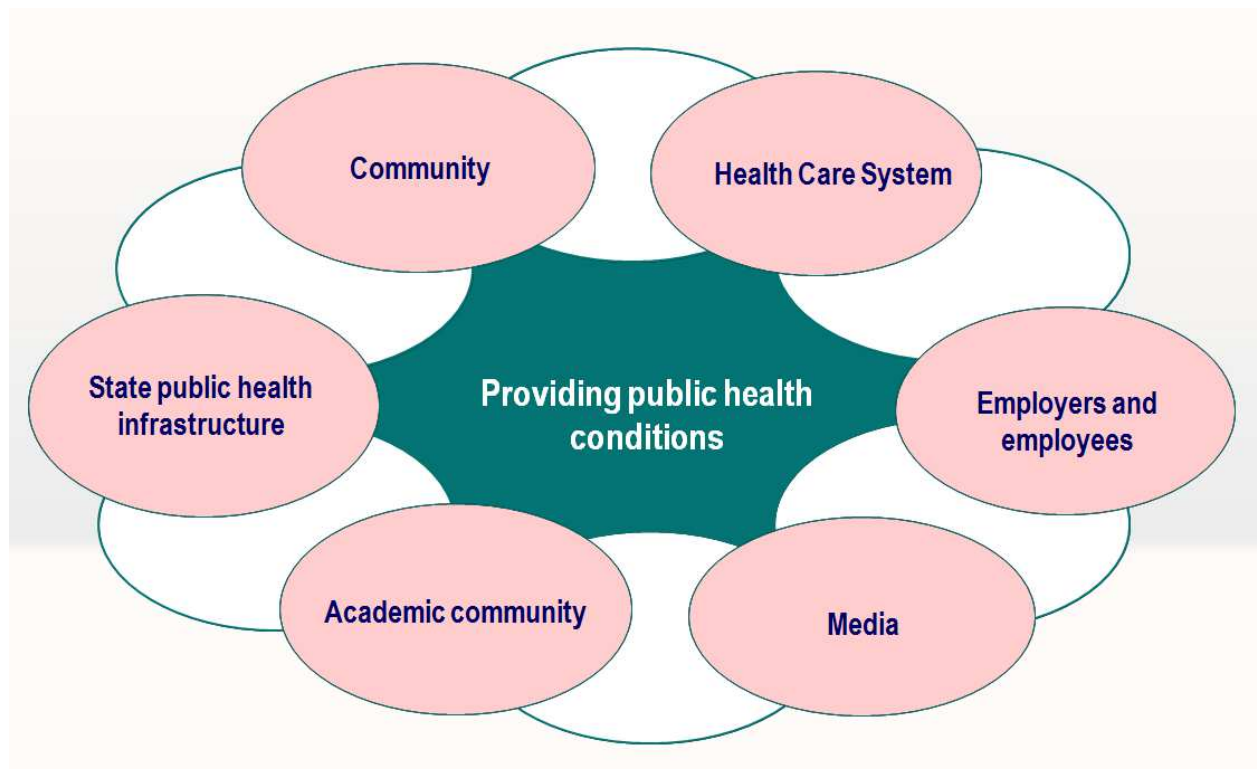 Community
Health Care System
State public health
infrastructure
Providing public health
conditions
Employers and
employees
Academic community
Media